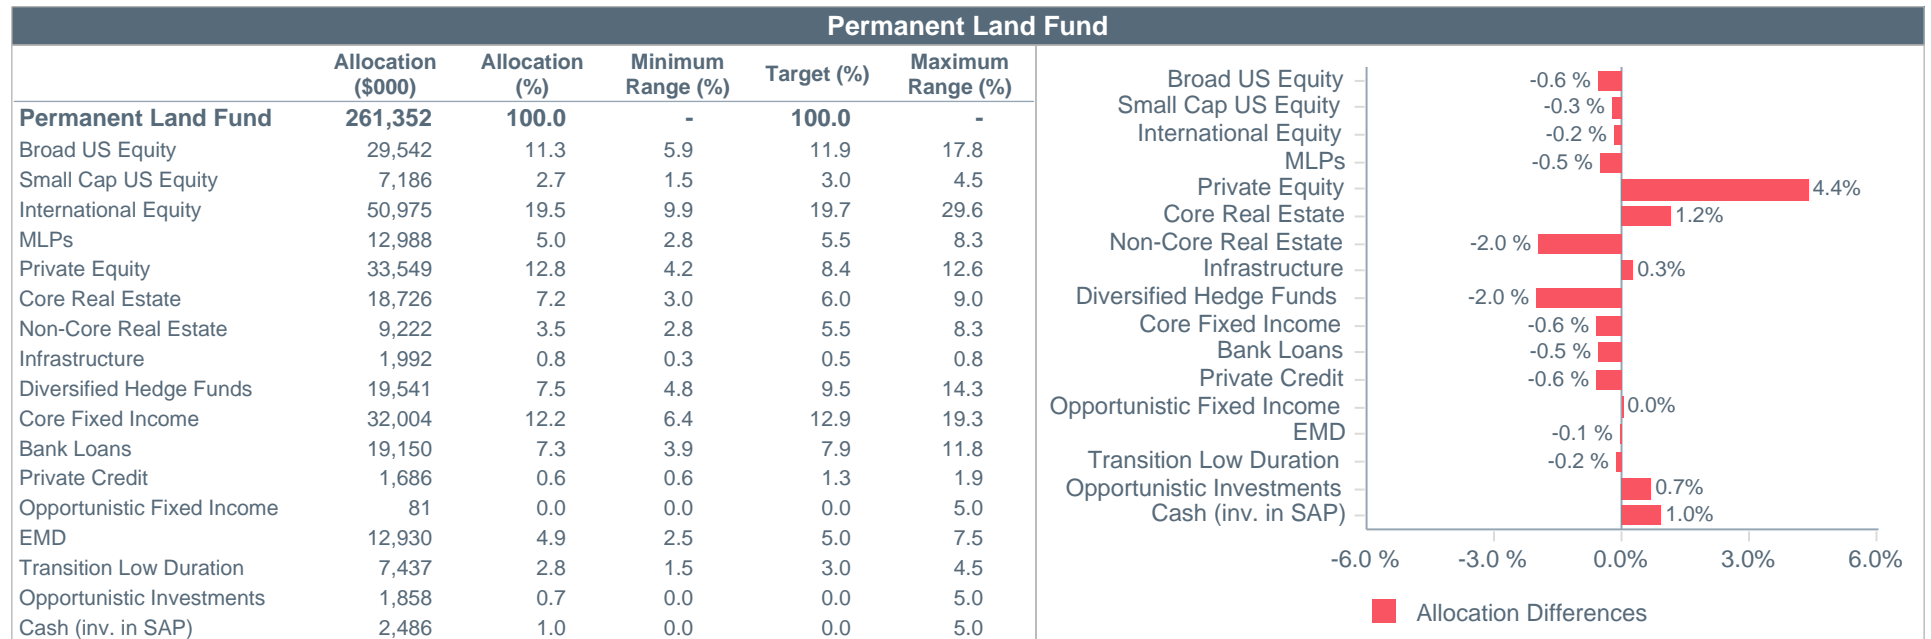 Permanent Land Fund
Allocation ($000) Allocation (%) Minimum Range (%) Target (%) Maximum Range (%)
Permanent Land Fund 261,352 100.0 - 100.0 -
Broad US Equity 29,542 11.3 5.9 11.9 17.8
Small Cap US Equity 7,186 2.7 1.5 3.0 4.5
International Equity 50,975 19.5 9.9 19.7 29.6
MLPs 12,988 5.0 2.8 5.5 8.3
Private Equity 33,549 12.8 4.2 8.4 12.6
Core Real Estate 18,726 7.2 3.0 6.0 9.0
Non-Core Real Estate 9,222 3.5 2.8 5.5 8.3
Infrastructure 1,992 0.8 0.3 0.5 0.8
Diversified Hedge Funds 19,541 7.5 4.8 9.5 14.3
Core Fixed Income 32,004 12.2 6.4 12.9 19.3
Bank Loans 19,150 7.3 3.9 7.9 11.8
Private Credit 1,686 0.6 0.6 1.3 1.9
Opportunistic Fixed Income 81 0.0 0.0 0.0 5.0
EMD 12,930 4.9 2.5 5.0 7.5
Transition Low Duration 7,437 2.8 1.5 3.0 4.5
Opportunistic Investments 1,858 0.7 0.0 0.0 5.0
Cash (inv. in SAP) 2,486 1.0 0.0 0.0 5.0
Broad US Equity -0.6 %
Small Cap US Equity -0.3 %
International Equity -0.2 %
MLPs -0.5 %
Private Equity 4.4%
Core Real Estate 1.2%
Non-Core Real Estate -2.0 %
Infrastructure 0.3%
Diversified Hedge Funds -2.0 %
Core Fixed Income -0.6 %
Bank Loans -0.5 %
Private Credit -0.6 %
Opportunistic Fixed Income 0.0%
EMD -0.1 %
Transition Low Duration -0.2 %
Opportunistic Investments 0.7%
Cash (inv. in SAP) 1.0%
-6.0 % -3.0 % 0.0% 3.0% 6.0%
Allocation Differences